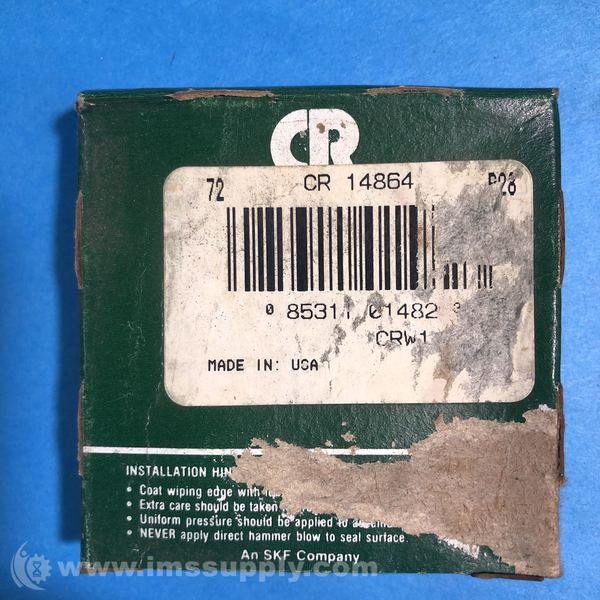 CR
72 CR 14864
0 85311 01482 3
CRW1
MADE IN: USA
INSTALLATION
• Coat wiping edge with
• Extra care should be taken
• Uniform pressure should be applied to
• NEVER apply direct hammer blow to seal surface.
An SKF Company
www.imssupply.com